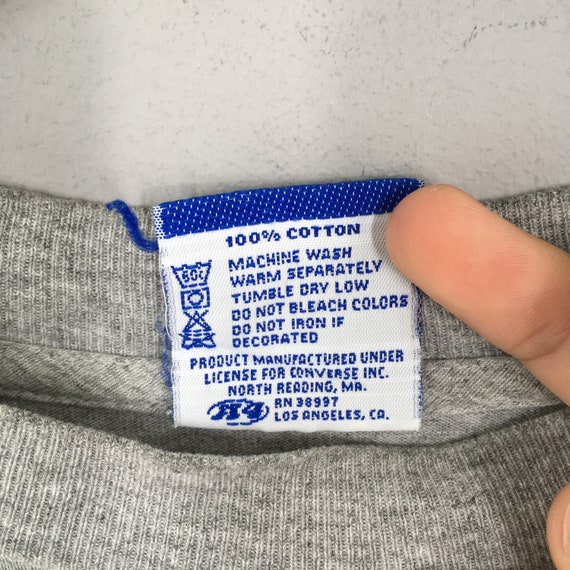 100% COTTON
MACHINE WASH
WARM SEPARATELY
TUMBLE DRY LOW
DO NOT BLEACH COLORS
DO NOT IRON IF
DECORATED
PRODUCT MANUFACTURED UNDER
LICENSE FOR CONVERSE INC.
NORTH READING, MA.
RN 38997
LOS ANGELES, CA.